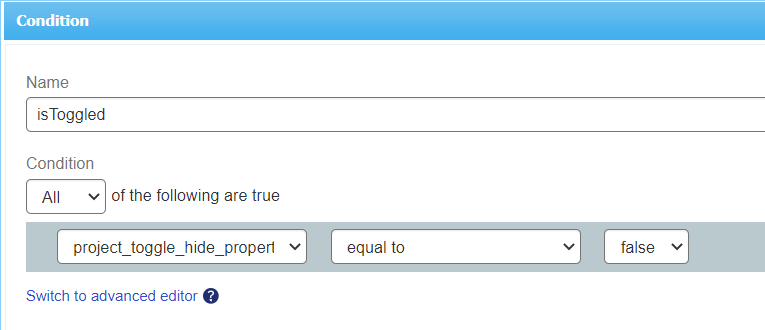 Condition
Name
isToggled
Condition
All of the following are true
project_toggle_hide_propert equal to false
Switch to advanced editor ?